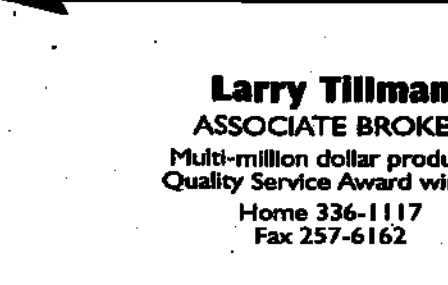 Larry Tillman
ASSOCIATE BROKE
Multi-million dollar produ
Quality Service Award wi
Home 336-1117
Fax 257-6162